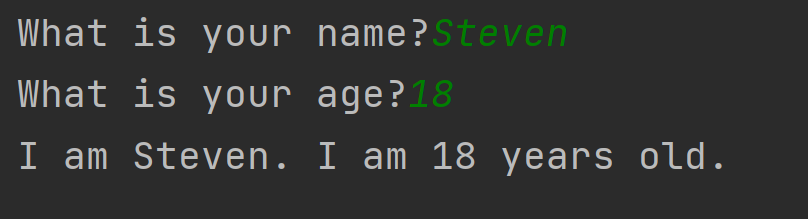 What is your name?Steven
What is your age?18
I am Steven. I am 18 years old.